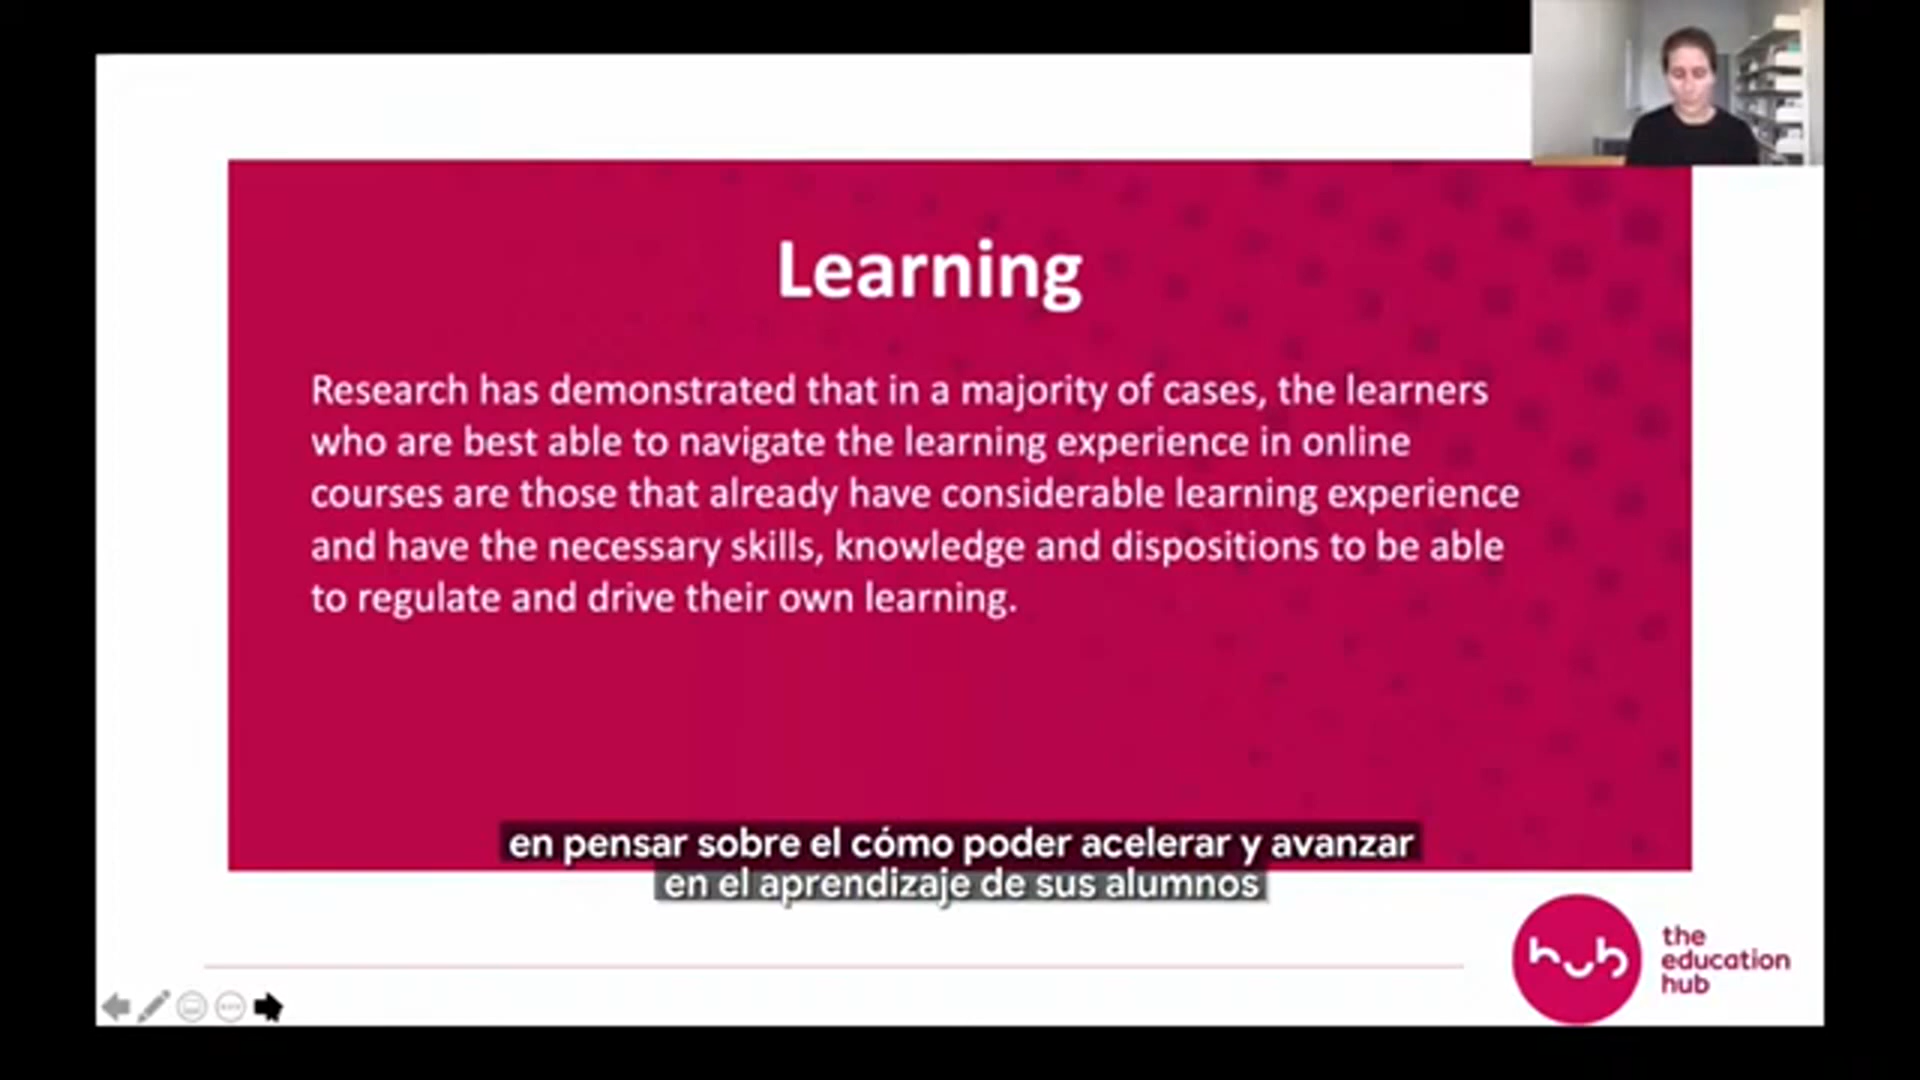 Learning
Research has demonstrated that in a majority of cases, the learners
who are best able to navigate the learning experience in online
courses are those that already have considerable learning experience
and have the necessary skills, knowledge and dispositions to be able
to regulate and drive their own learning.
en pensar sobre el cómo poder acelerar y avanzar
en el aprendizaje de sus alumnos
hub
the
education
hub